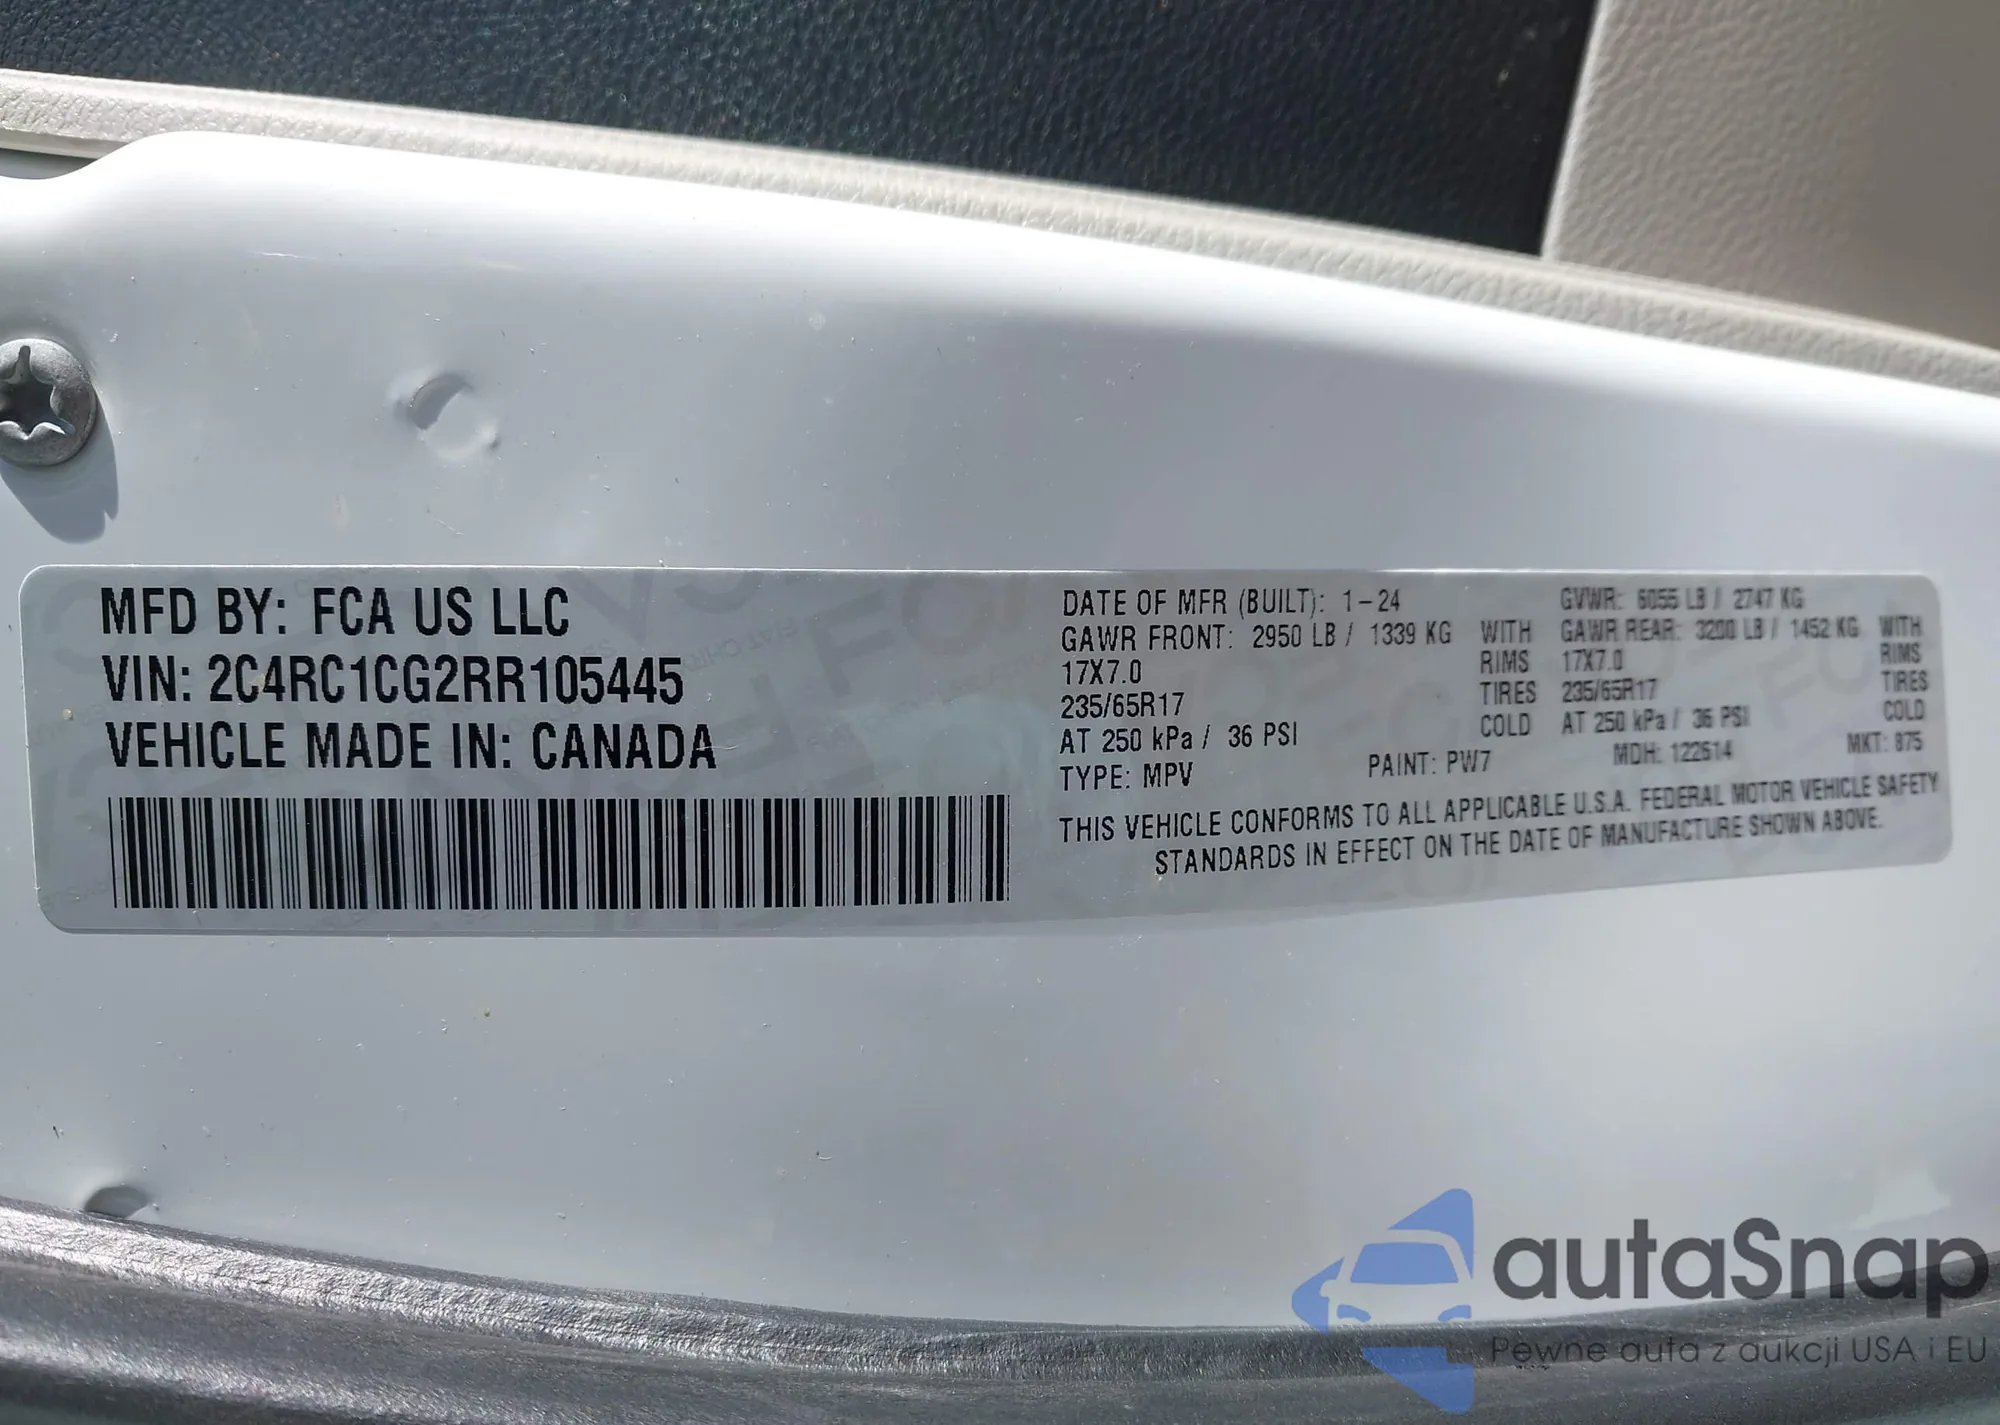 MFD BY: FCA US LLC
VIN: 2C4RC1CG2RR105445
VEHICLE MADE IN: CANADA
DATE OF MFR (BUILT): 1-24 GVWR: 6055 LB / 2747 KG
GAWR FRONT: 2950 LB / 1339 KG WITH GAWR REAR: 3200 LB / 1452 KG WITH
17X7.0 RIMS 17X7.0 RIMS
235/65R17 TIRES 235/65R17 TIRES
AT 250 kPa / 36 PSI COLD AT 250 kPa / 36 PSI COLD
TYPE: MPV PAINT: PW7 MDH: 122614 MKT: 875
THIS VEHICLE CONFORMS TO ALL APPLICABLE U.S.A. FEDERAL MOTOR VEHICLE SAFETY
STANDARDS IN EFFECT ON THE DATE OF MANUFACTURE SHOWN ABOVE.
autaSnap
Pewne auta z aukcji USA i EU